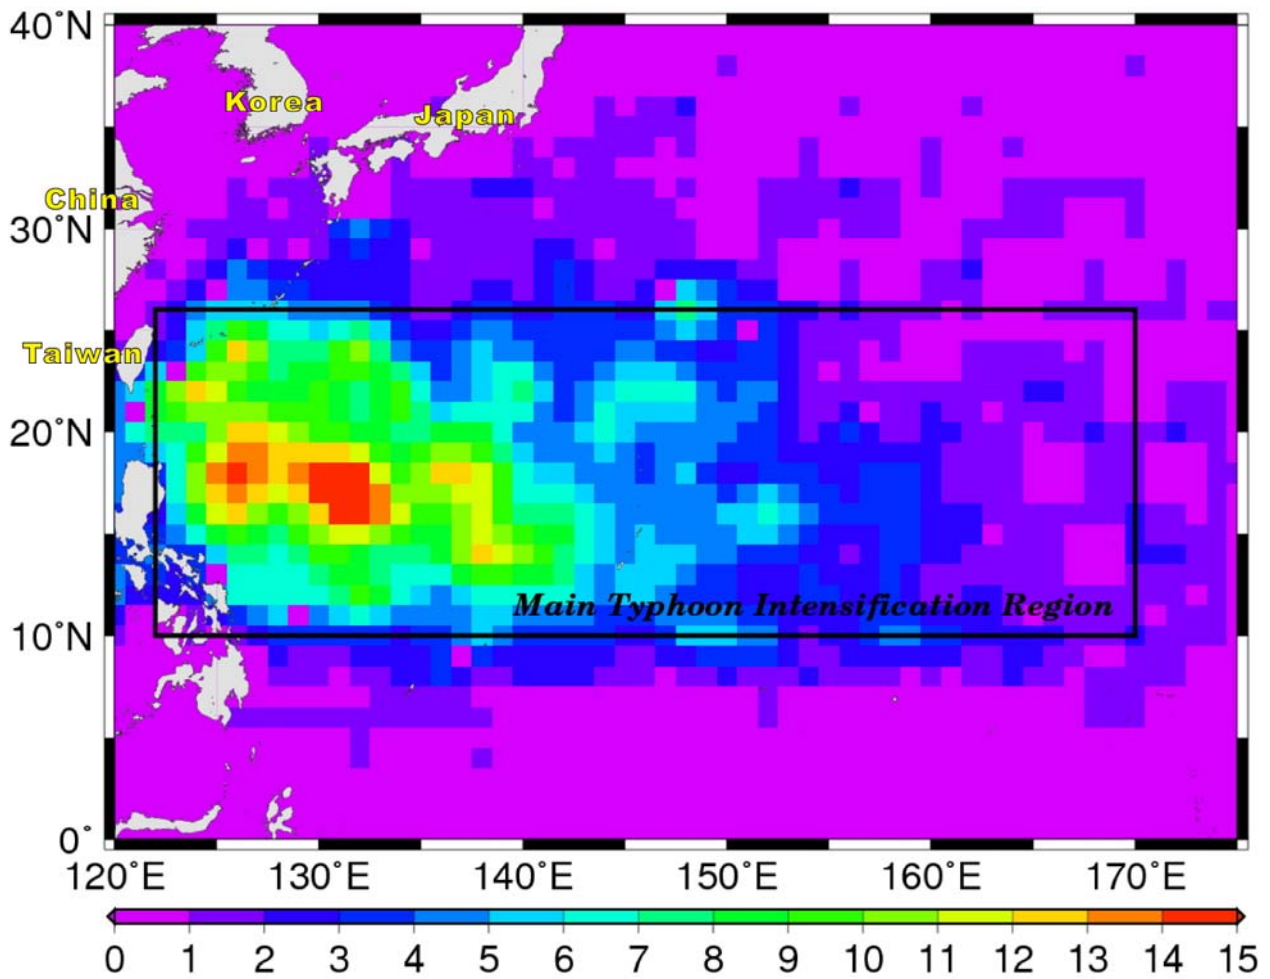 40°N
Korea
Japan
China
30°N
Taiwan
20°N
Main Typhoon Intensification Region
10°N
0°
120°E 130°E 140°E 150°E 160°E 170°E
0 1 2 3 4 5 6 7 8 9 10 11 12 13 14 15